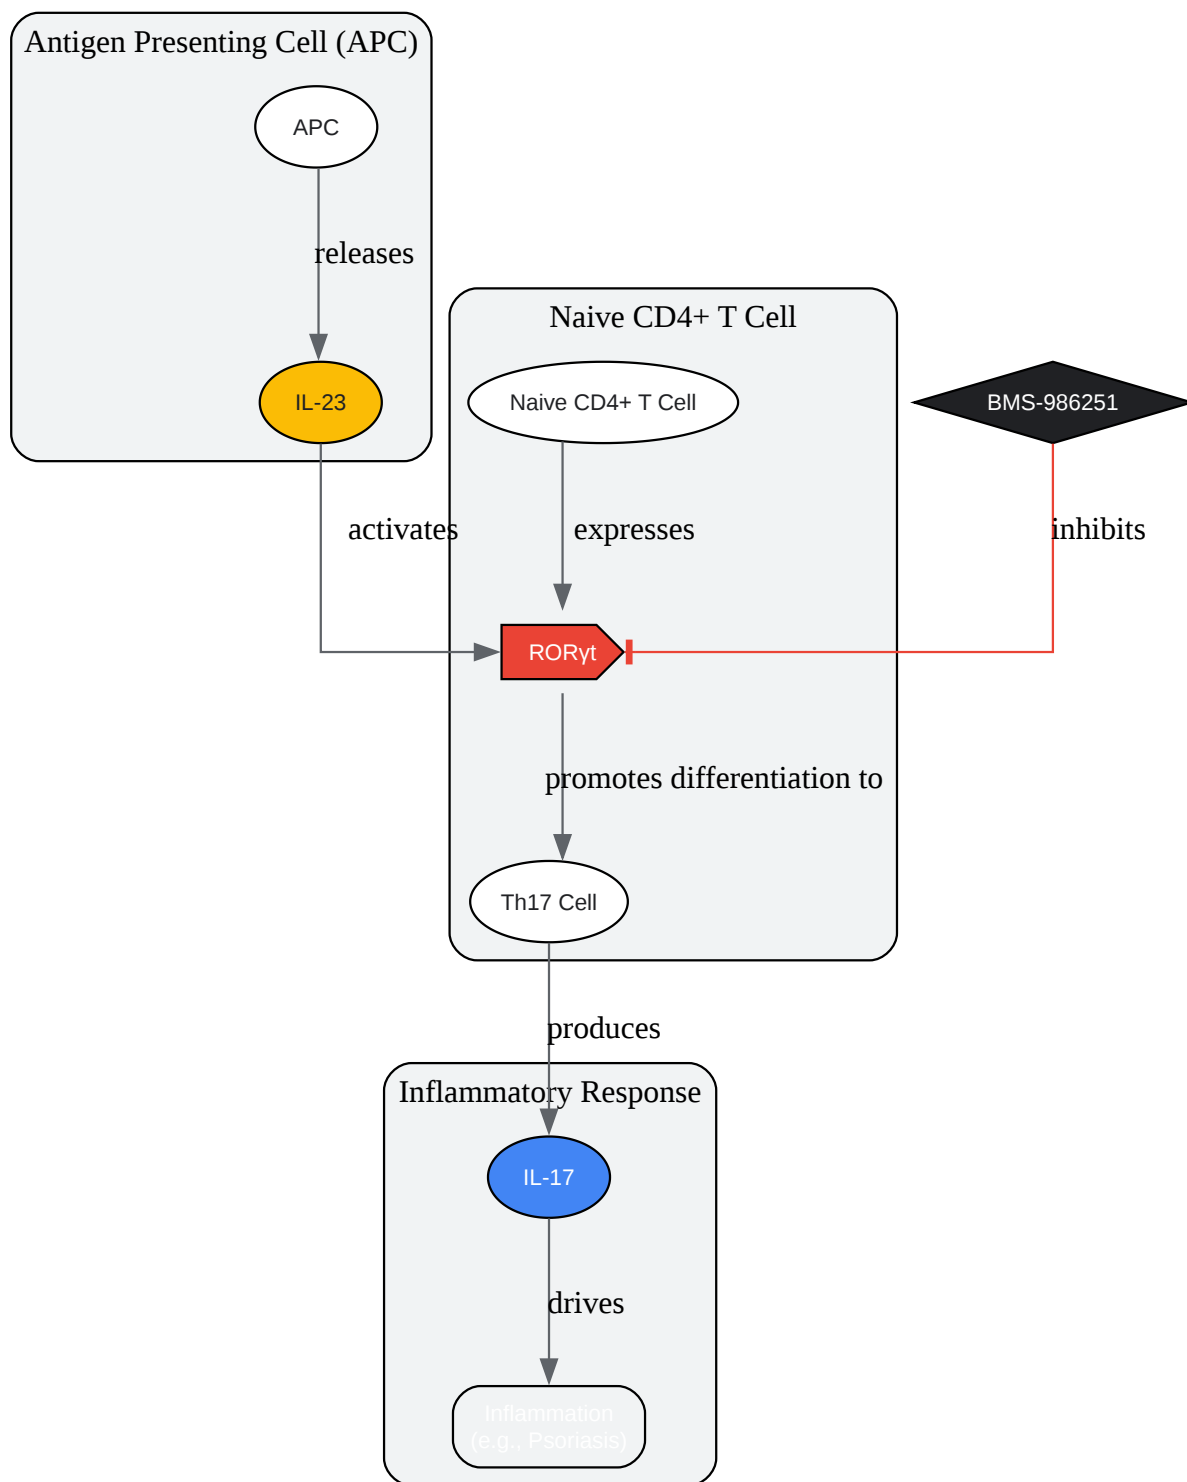 Antigen Presenting Cell (APC)
APC
releases
IL-23
activates
Naive CD4+ T Cell
Naive CD4+ T Cell
expresses
RORγt
promotes differentiation to
Th17 Cell
BMS-986251
inhibits
produces
Inflammatory Response
IL-17
drives
Inflammation
(e.g., Psoriasis)